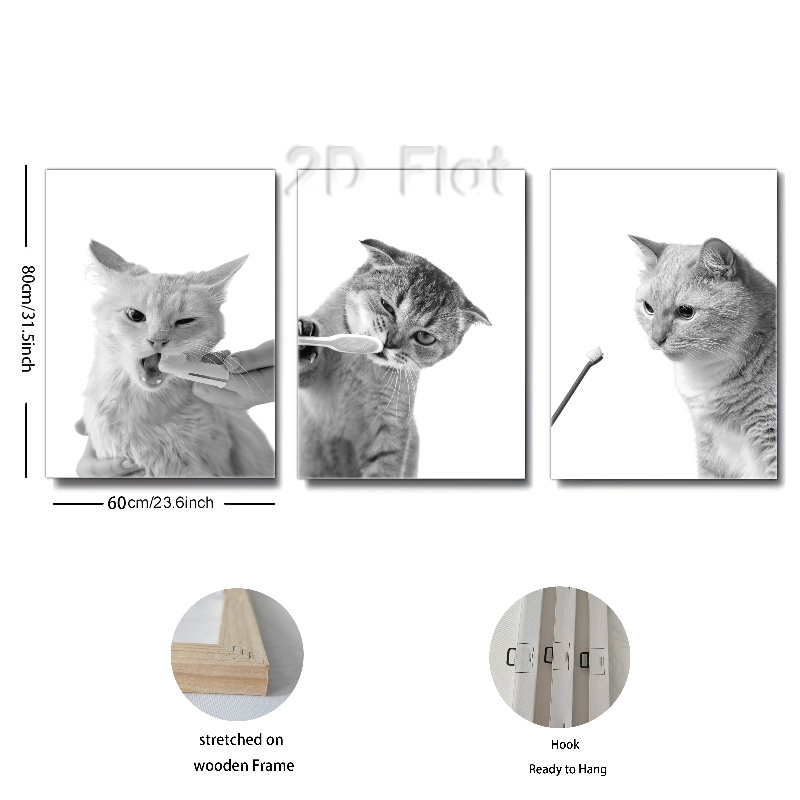 2D Flat
80cm/31.5inch
60cm/23.6inch
stretched on
wooden Frame
Hook
Ready to Hang